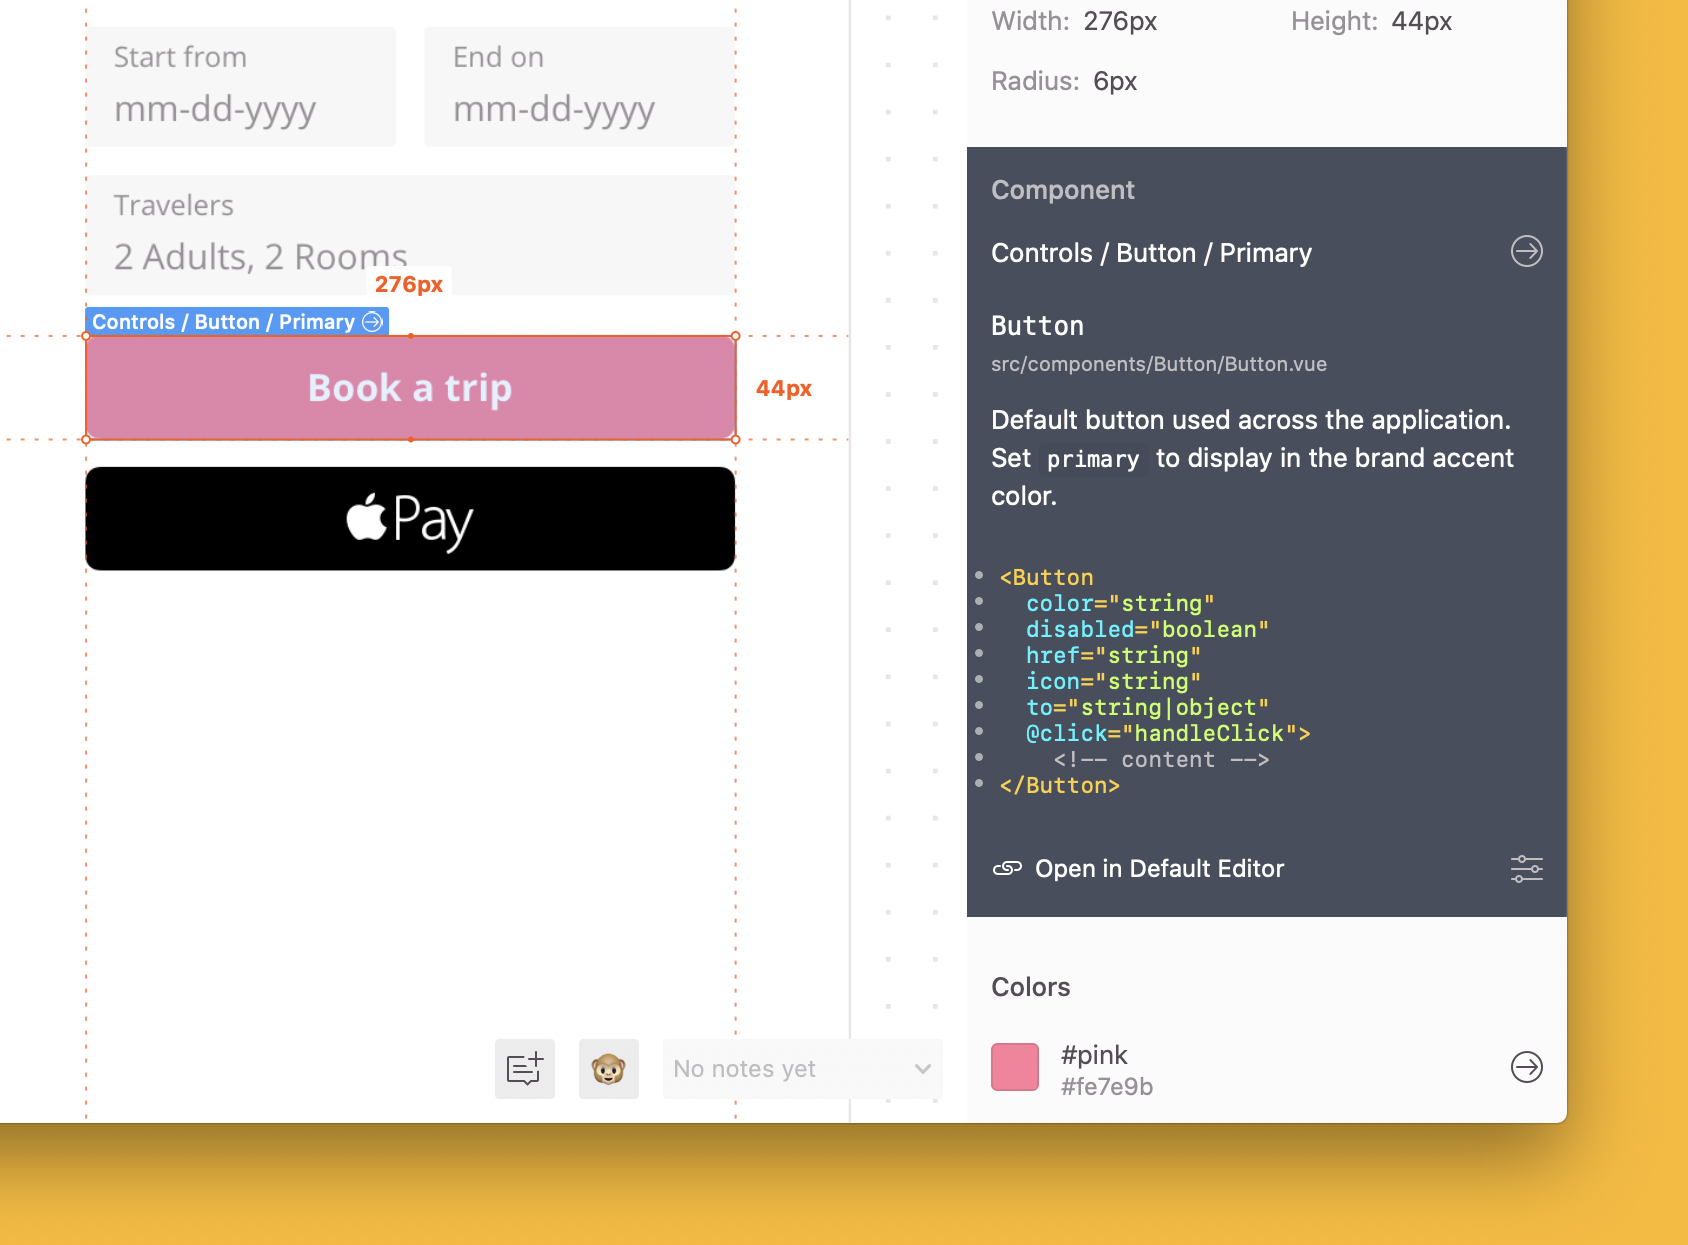 Start from
mm-dd-yyyy
End on
mm-dd-yyyy
Travelers
2 Adults, 2 Rooms
276px
Controls / Button / Primary
Book a trip
44px
Pay
No notes yet
Width: 276px
Height: 44px
Radius: 6px
Component
Controls / Button / Primary
Button
src/components/Button/Button.vue
Default button used across the application.
Set primary to display in the brand accent
color.
<Button
color="string"
disabled="boolean"
href="string"
icon="string"
to="string|object"
@click="handleClick">
<!-- content -->
</Button>
Open in Default Editor
Colors
#pink
#fe7e9b